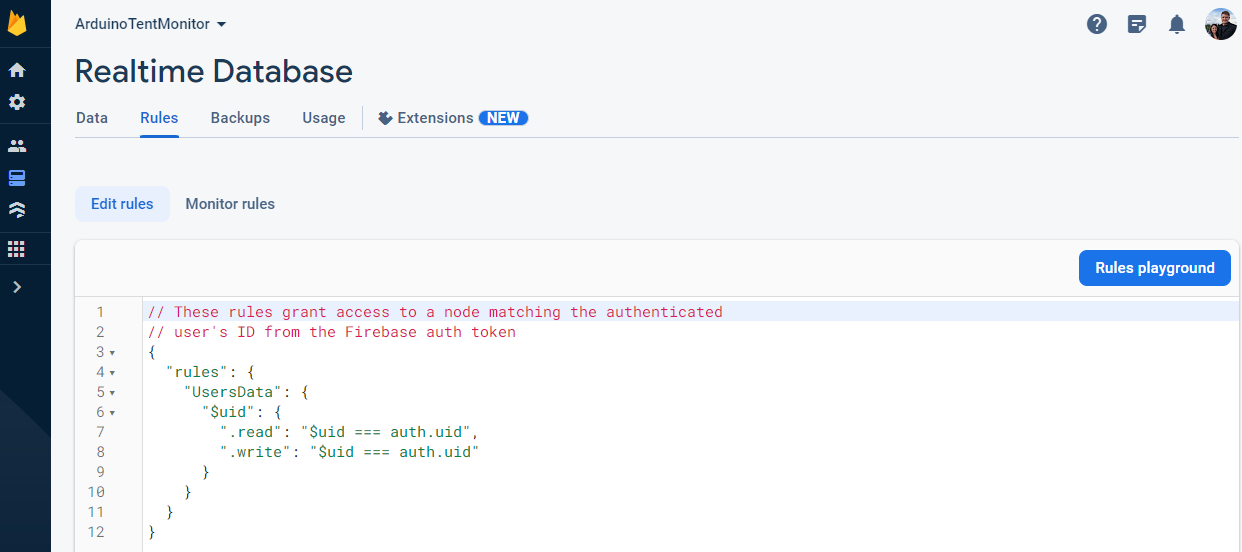 ArduinoTentMonitor
Realtime Database
Data Rules Backups Usage Extensions NEW
Edit rules Monitor rules
Rules playground
1 // These rules grant access to a node matching the authenticated
2 // user's ID from the Firebase auth token
3 {
4 "rules": {
5 "UsersData": {
6 "$uid": {
7 ".read": "$uid === auth.uid",
8 ".write": "$uid === auth.uid"
9 }
10 }
11 }
12 }